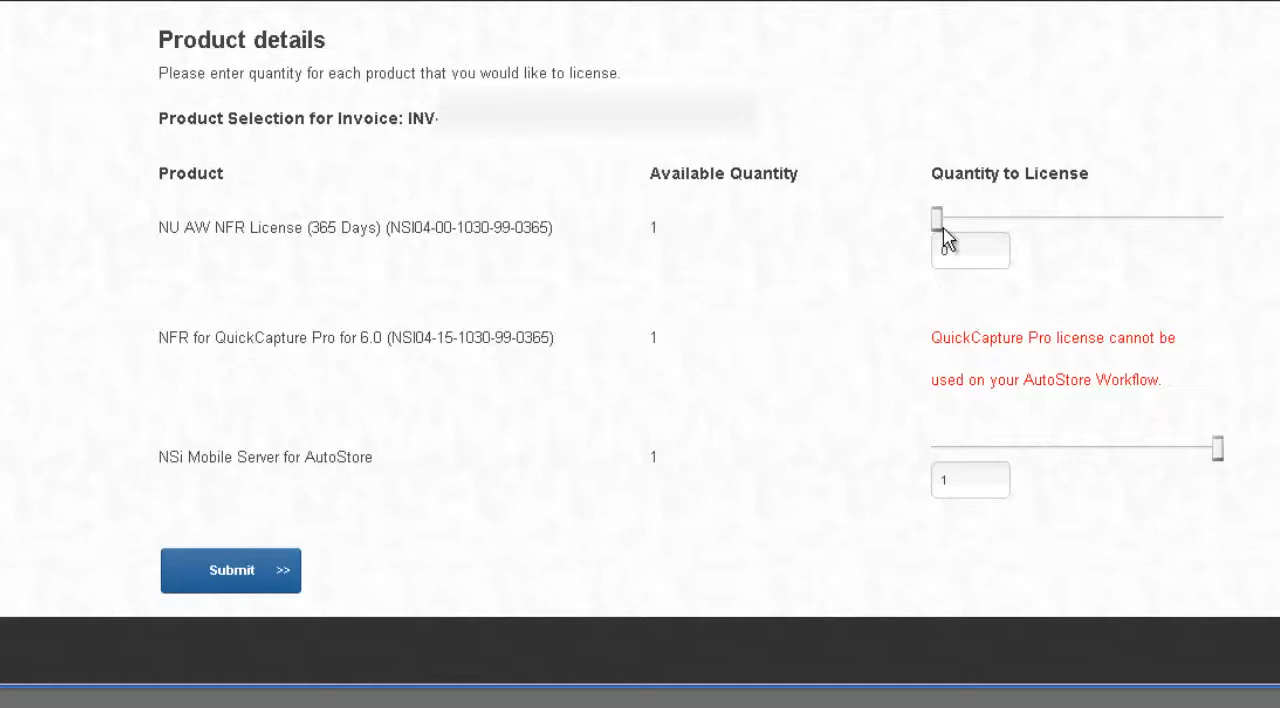 Product details
Please enter quantity for each product that you would like to license.
Product Selection for Invoice: INV-
Product Available Quantity Quantity to License
NU AW NFR License (365 Days) (NSI04-00-1030-99-0365) 1
0
NFR for QuickCapture Pro for 6.0 (NSI04-15-1030-99-0365) 1 QuickCapture Pro license cannot be
used on your AutoStore Workflow.
NSi Mobile Server for AutoStore 1
1
Submit >>